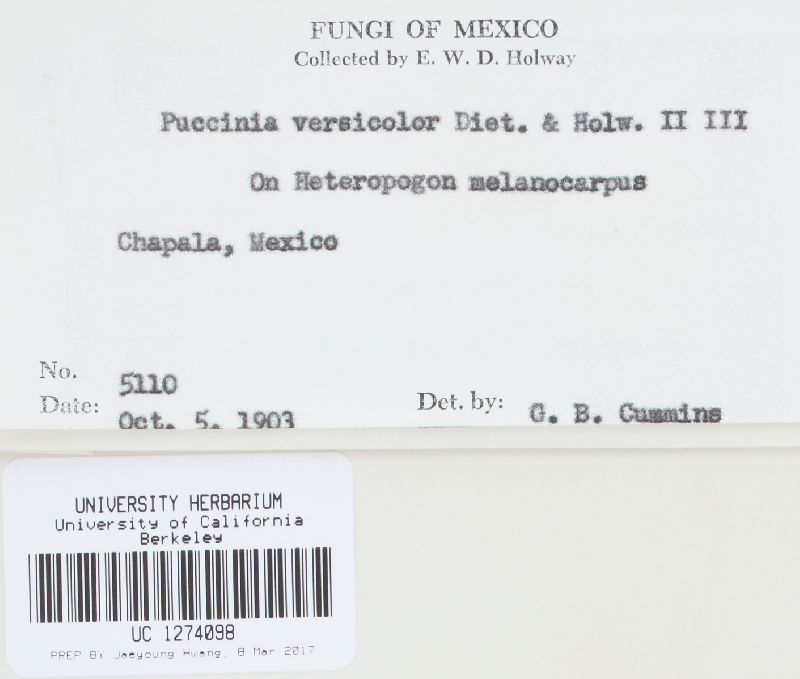 FUNGI OF MEXICO
Collected by E. W. D. Holway
Puccinia versicolor Diet. & Holw. II III
On Heteropogon melanocarpus
Chapala, Mexico
No. 5110
Date: Oct. 5. 1903
Det. by: G. B. Cummins
UNIVERSITY HERBARIUM
University of California
Berkeley
UC 1274098
PREP BY Jaeyoung Hwang, 8 Mar 2017